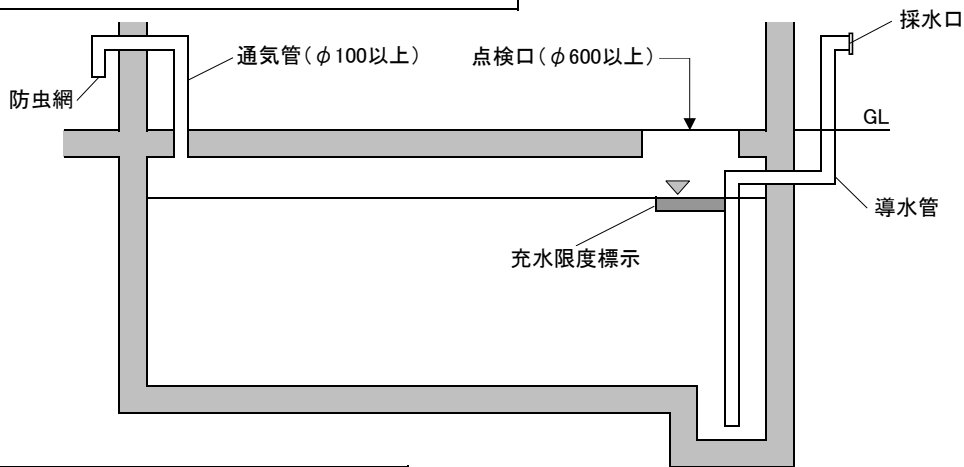 採水口
通気管(φ100以上)
点検口(φ600以上)
防虫網
GL
導水管
充水限度標示